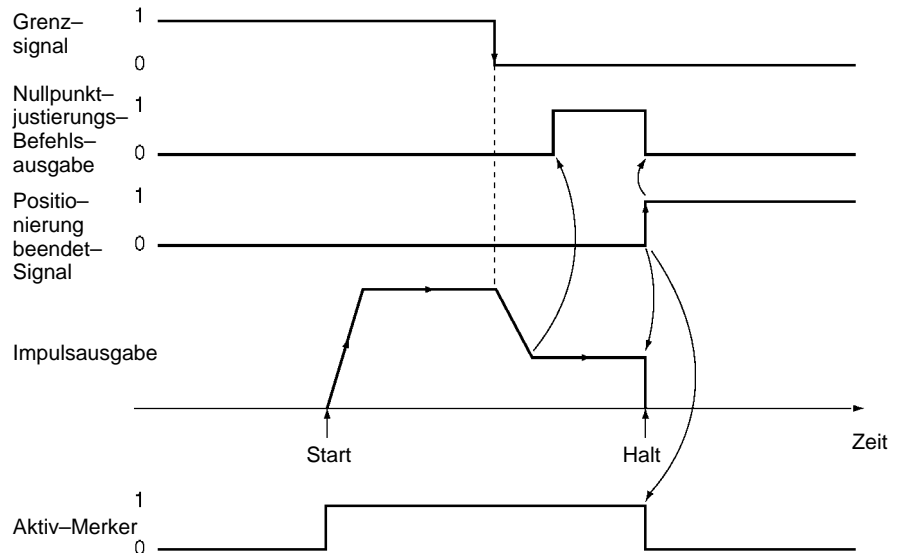 Grenz–
signal
1
0
Nullpunkt–
justierungs–
Befehls–
ausgabe
1
0
Positio–
nierung
beendet–
Signal
1
0
Impulsausgabe
Start
Halt
Zeit
Aktiv–Merker
1
0